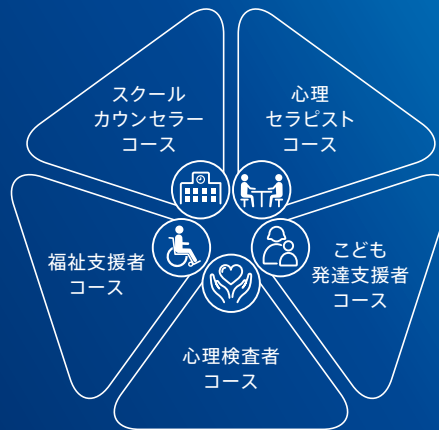 スクール
カウンセラー
コース
心理
セラピスト
コース
福祉支援者
コース
こども
発達支援者
コース
心理検査者
コース